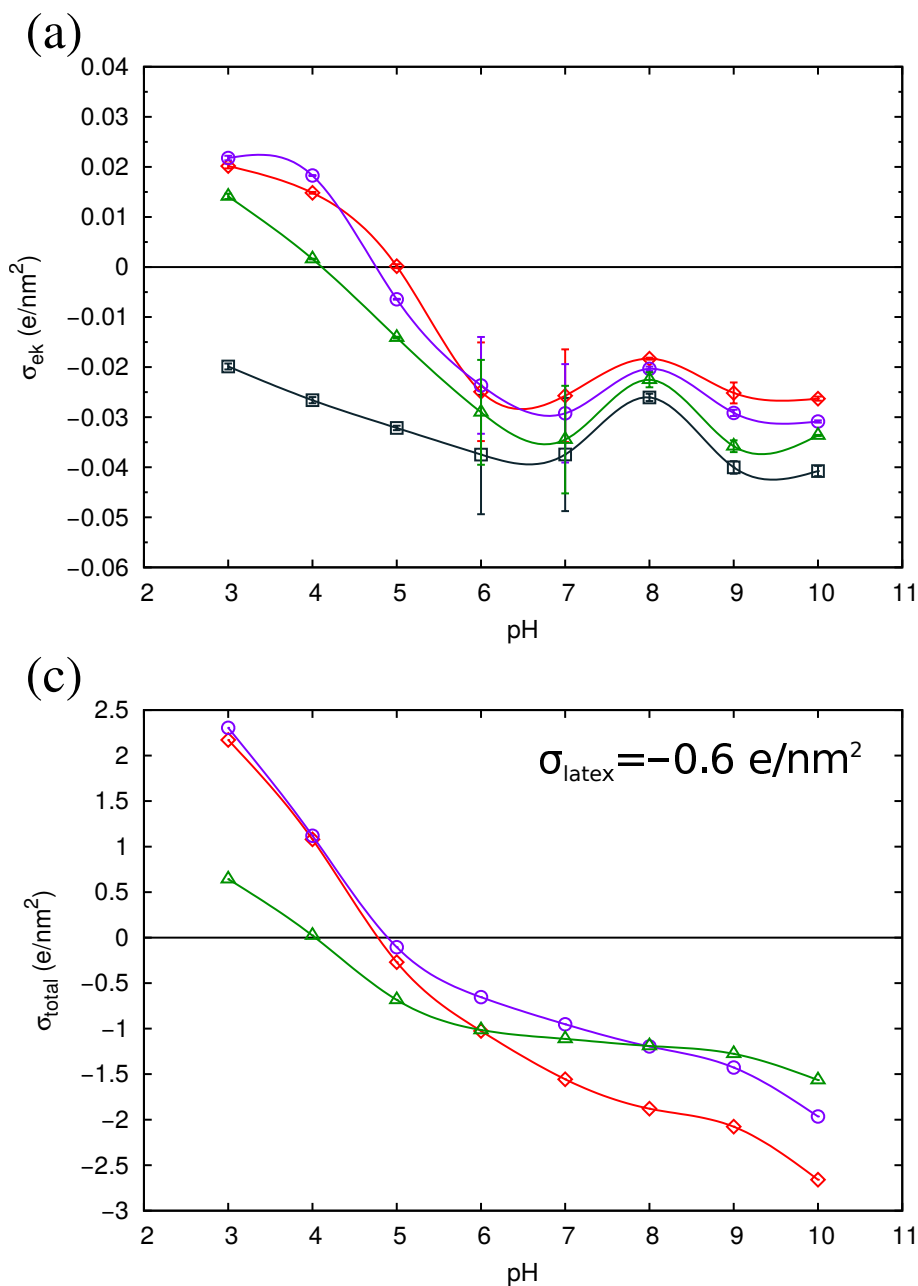 (a)
0.04
0.03
0.02
0.01
0
−0.01
−0.02
−0.03
−0.04
−0.05
−0.06
σek (e/nm²)
2 3 4 5 6 7 8 9 10 11
pH
(c)
2.5
2
1.5
1
0.5
0
−0.5
−1
−1.5
−2
−2.5
−3
σtotal (e/nm²)
σlatex=−0.6 e/nm²
2 3 4 5 6 7 8 9 10 11
pH